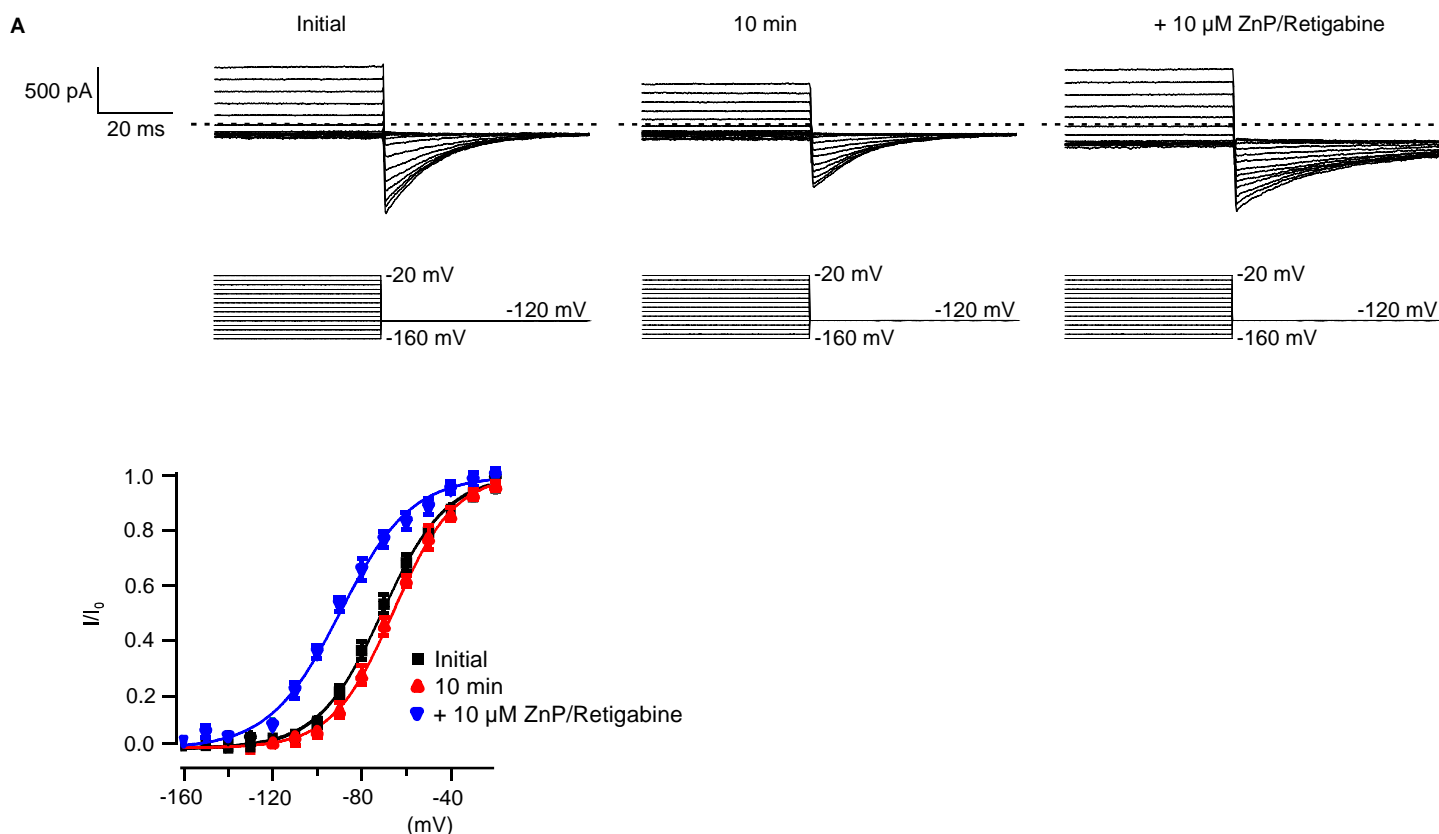 A
Initial
10 min
+ 10 µM ZnP/Retigabine
500 pA
20 ms
-20 mV
-120 mV
-160 mV
-20 mV
-120 mV
-160 mV
-20 mV
-120 mV
-160 mV
1.0
0.8
0.6
0.4
0.2
0.0
I/I0
Initial
10 min
+ 10 µM ZnP/Retigabine
-160
-120
-80
-40
(mV)